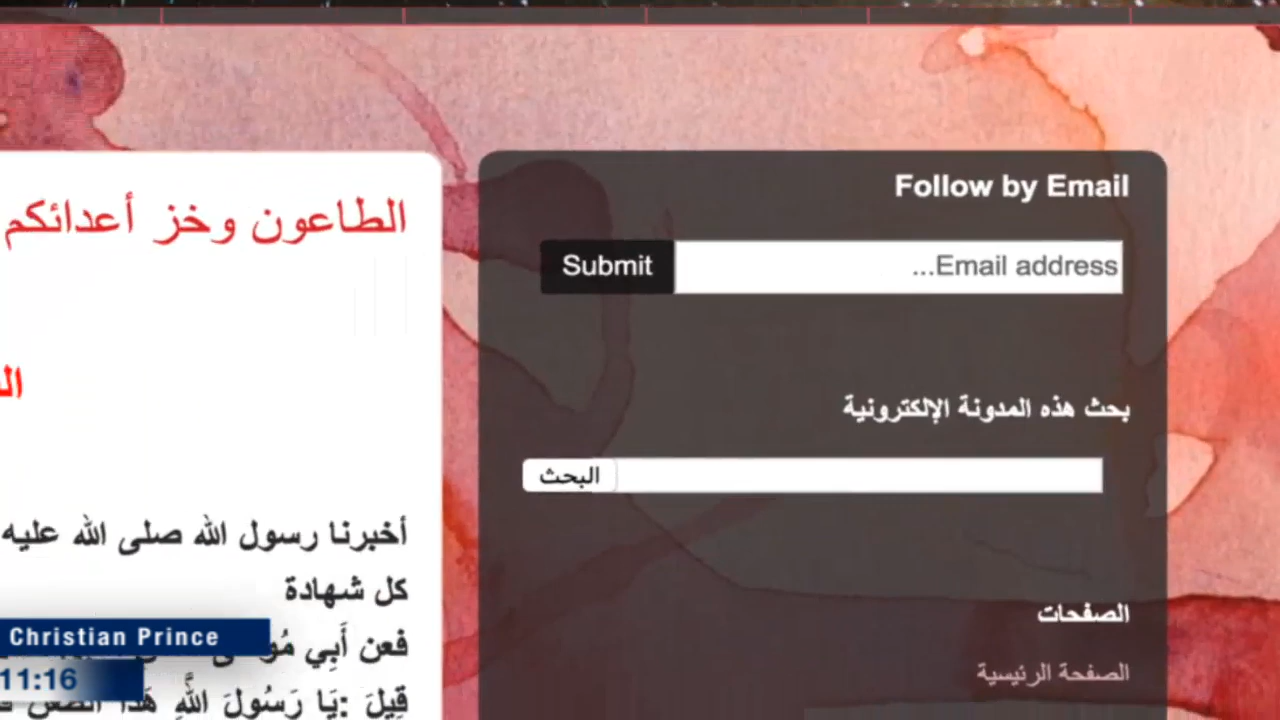 الطاعون وخز أعدائكم
أخبرنا رسول الله صلى الله عليه
كل شهادة
فعن أَبِي
قِيلَ :يَا رَسُولَ اللَّهِ هَذَا
Follow by Email
Email address...
Submit
بحث هذه المدونة الإلكترونية
البحث
الصفحات
الصفحة الرئيسية
Christian Prince
11:16